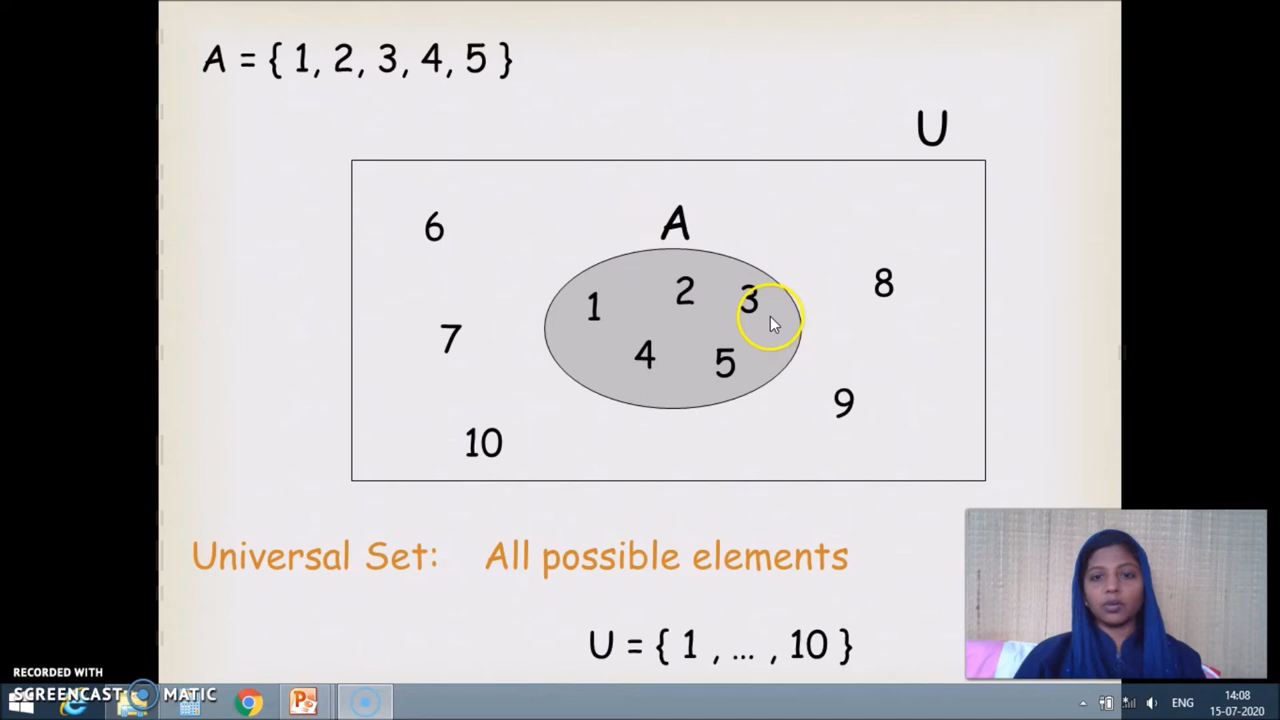 A = { 1, 2, 3, 4, 5 }
U
6
A
8
1
2
3
7
4
5
9
10
Universal Set: All possible elements
U = { 1 , ... , 10 }
RECORDED WITH
SCREENCAST MATIC
ENG
14:08
15-07-2020